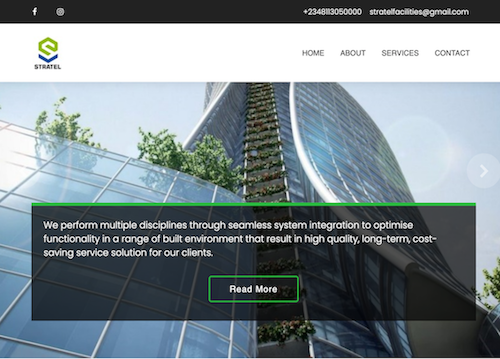 +2348113050000 stratelfacilities@gmail.com
STRATEL
HOME ABOUT SERVICES CONTACT
We perform multiple disciplines through seamless system integration to optimise
functionality in a range of built environment that result in high quality, long-term, cost-
saving service solution for our clients.
Read More